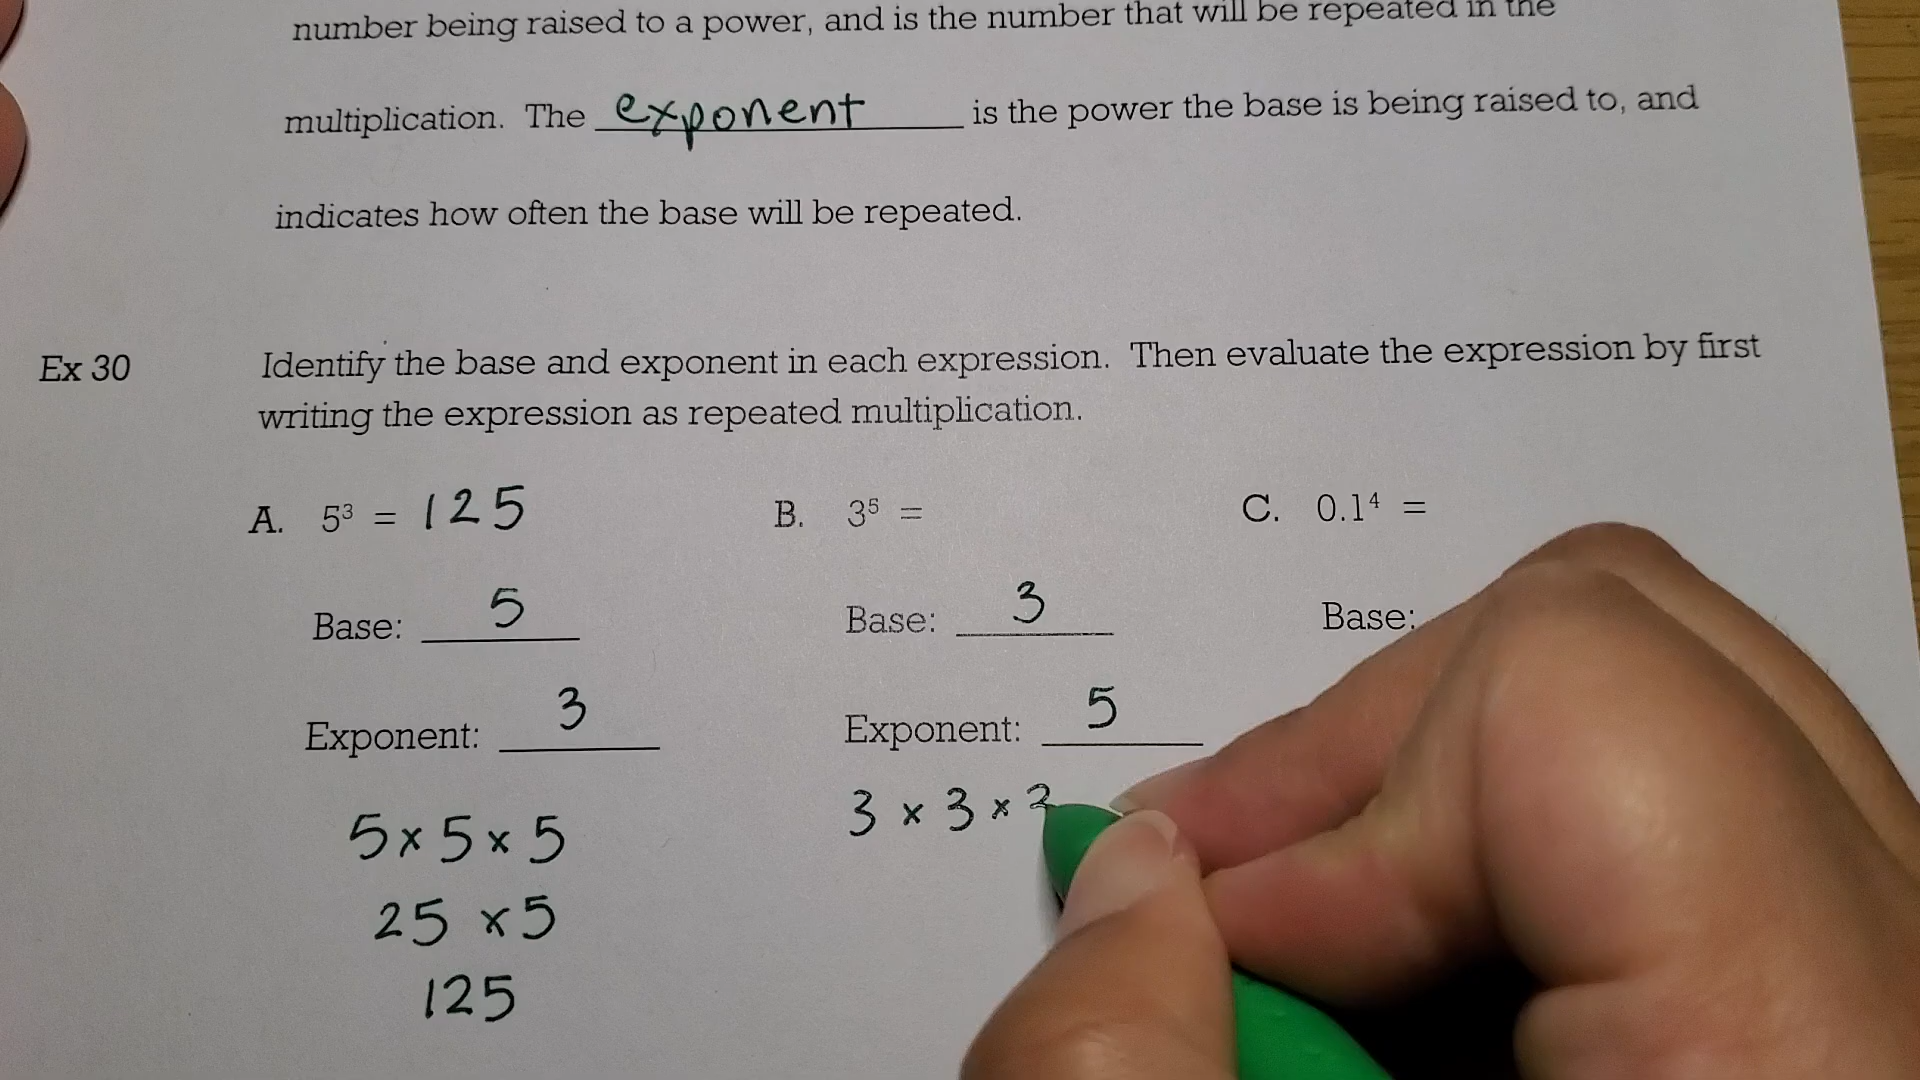 number being raised to a power, and is the number that will be repeated in the
multiplication. The exponent is the power the base is being raised to, and
indicates how often the base will be repeated.
Ex 30 Identify the base and exponent in each expression. Then evaluate the expression by first
writing the expression as repeated multiplication.
A. 5³ = 125 B. 3⁵ = C. 0.1⁴ =
Base: 5 Base: 3 Base:
Exponent: 3 Exponent: 5
5 × 5 × 5 3 × 3 ×
25 × 5
125